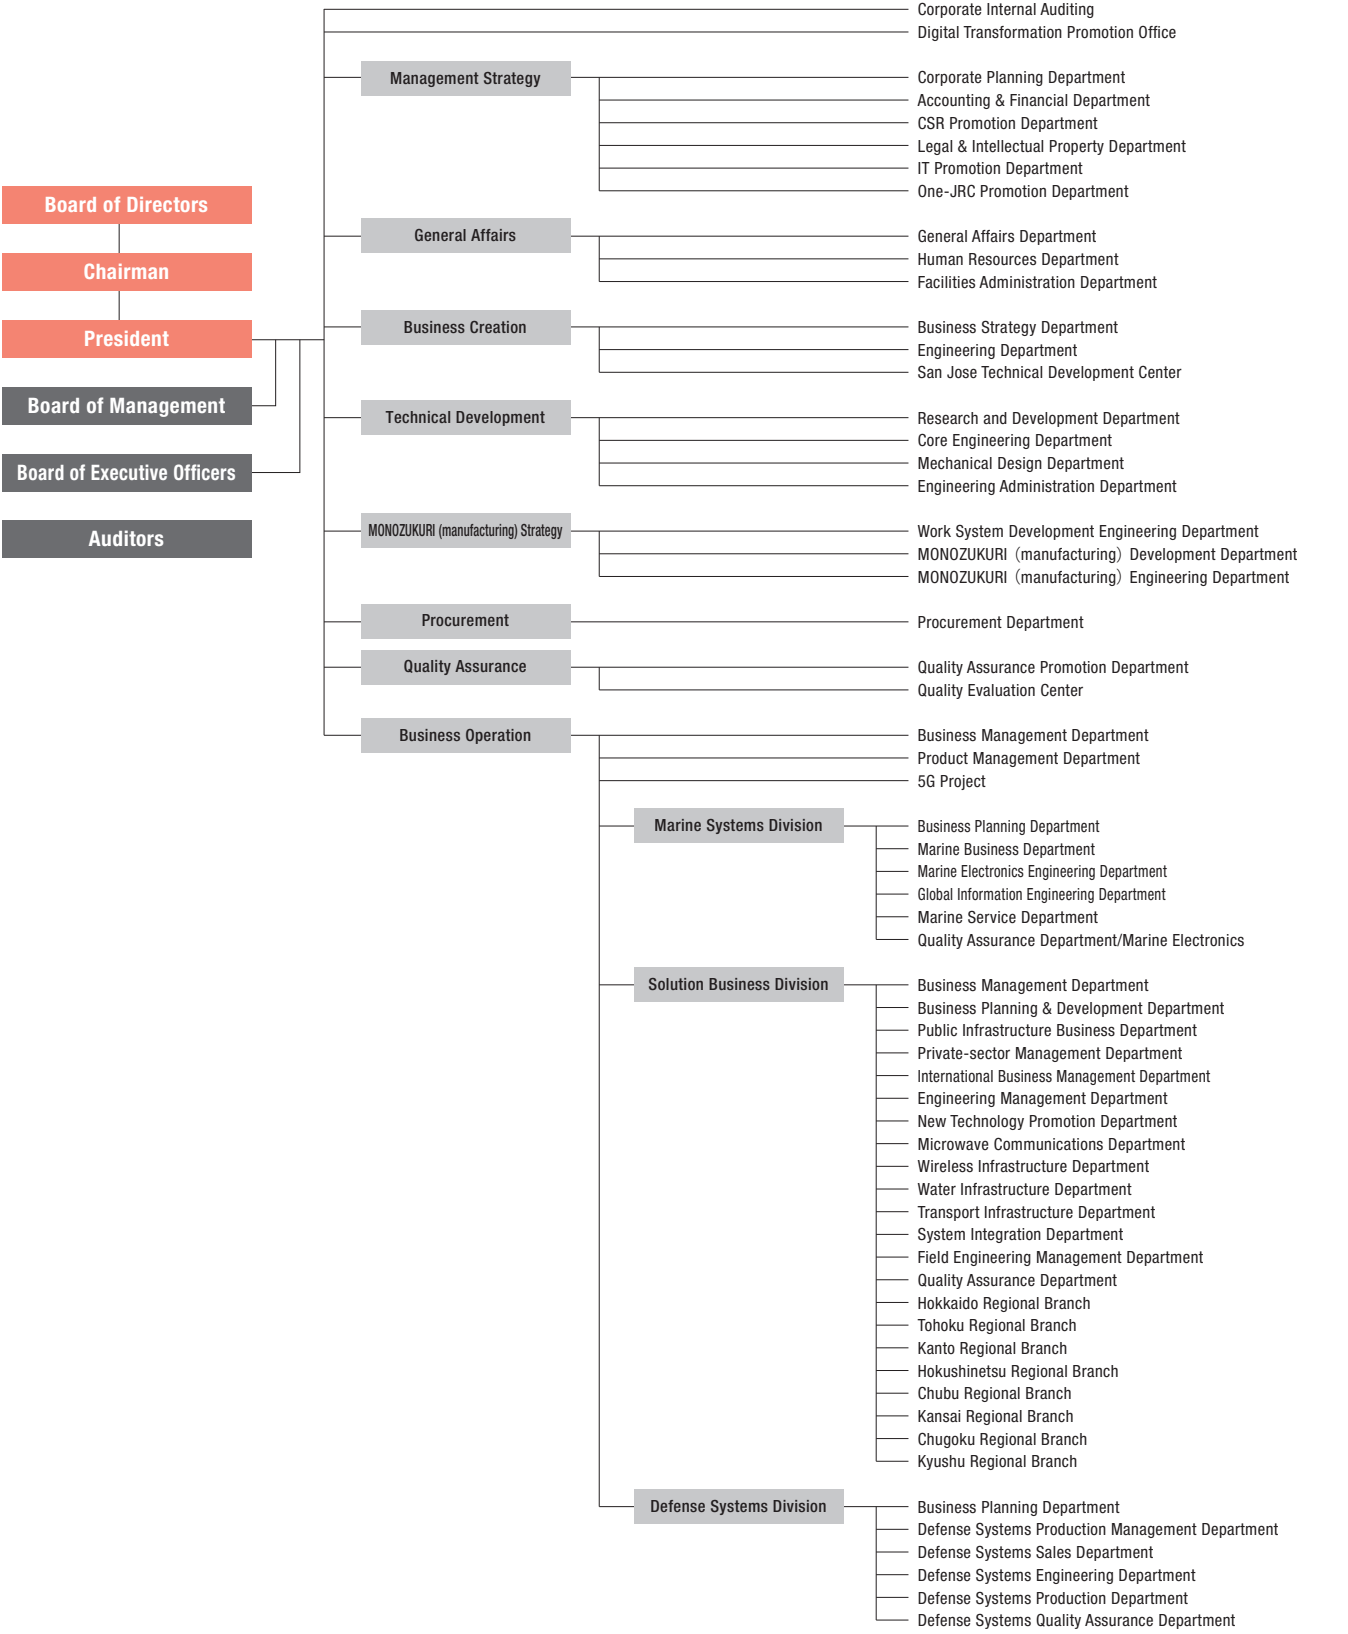 Corporate Internal Auditing
Digital Transformation Promotion Office
Management Strategy
Corporate Planning Department
Accounting & Financial Department
CSR Promotion Department
Legal & Intellectual Property Department
IT Promotion Department
One-JRC Promotion Department
Board of Directors
Chairman
President
Board of Management
Board of Executive Officers
Auditors
General Affairs
General Affairs Department
Human Resources Department
Facilities Administration Department
Business Creation
Business Strategy Department
Engineering Department
San Jose Technical Development Center
Technical Development
Research and Development Department
Core Engineering Department
Mechanical Design Department
Engineering Administration Department
MONOZUKURI (manufacturing) Strategy
Work System Development Engineering Department
MONOZUKURI（manufacturing）Development Department
MONOZUKURI（manufacturing）Engineering Department
Procurement
Procurement Department
Quality Assurance
Quality Assurance Promotion Department
Quality Evaluation Center
Business Operation
Business Management Department
Product Management Department
5G Project
Marine Systems Division
Business Planning Department
Marine Business Department
Marine Electronics Engineering Department
Global Information Engineering Department
Marine Service Department
Quality Assurance Department/Marine Electronics
Solution Business Division
Business Management Department
Business Planning & Development Department
Public Infrastructure Business Department
Private-sector Management Department
International Business Management Department
Engineering Management Department
New Technology Promotion Department
Microwave Communications Department
Wireless Infrastructure Department
Water Infrastructure Department
Transport Infrastructure Department
System Integration Department
Field Engineering Management Department
Quality Assurance Department
Hokkaido Regional Branch
Tohoku Regional Branch
Kanto Regional Branch
Hokushinetsu Regional Branch
Chubu Regional Branch
Kansai Regional Branch
Chugoku Regional Branch
Kyushu Regional Branch
Defense Systems Division
Business Planning Department
Defense Systems Production Management Department
Defense Systems Sales Department
Defense Systems Engineering Department
Defense Systems Production Department
Defense Systems Quality Assurance Department